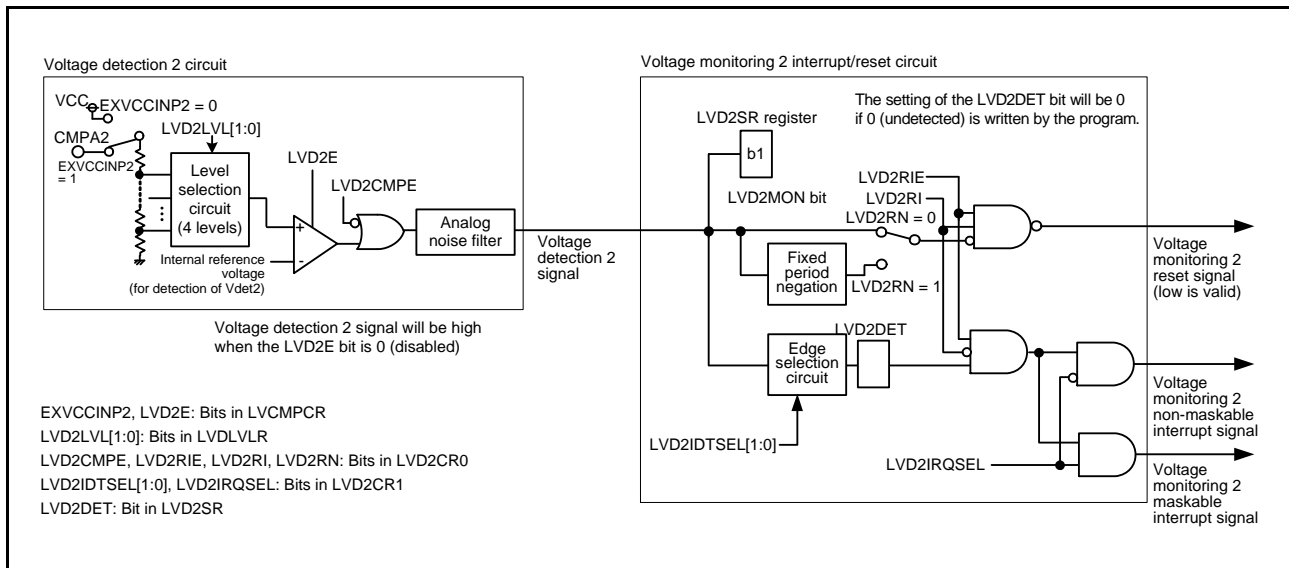 Voltage detection 2 circuit
VCC
EXVCCINP2 = 0
LVD2LVL[1:0]
CMPA2
EXVCCINP2
= 1
Level
selection
circuit
(4 levels)
LVD2E
LVD2CMPE
+
-
Analog
noise filter
Internal reference
voltage
(for detection of Vdet2)
Voltage detection 2 signal will be high
when the LVD2E bit is 0 (disabled)
Voltage
detection 2
signal
Voltage monitoring 2 interrupt/reset circuit
The setting of the LVD2DET bit will be 0
if 0 (undetected) is written by the program.
LVD2SR register
b1
LVD2MON bit
LVD2RIE
LVD2RI
LVD2RN = 0
Fixed
period
negation
LVD2RN = 1
LVD2DET
Edge
selection
circuit
LVD2IDTSEL[1:0]
LVD2IRQSEL
Voltage
monitoring 2
reset signal
(low is valid)
Voltage
monitoring 2
non-maskable
interrupt signal
Voltage
monitoring 2
maskable
interrupt signal
EXVCCINP2, LVD2E: Bits in LVCMPCR
LVD2LVL[1:0]: Bits in LVDLVLR
LVD2CMPE, LVD2RIE, LVD2RI, LVD2RN: Bits in LVD2CR0
LVD2IDTSEL[1:0], LVD2IRQSEL: Bits in LVD2CR1
LVD2DET: Bit in LVD2SR